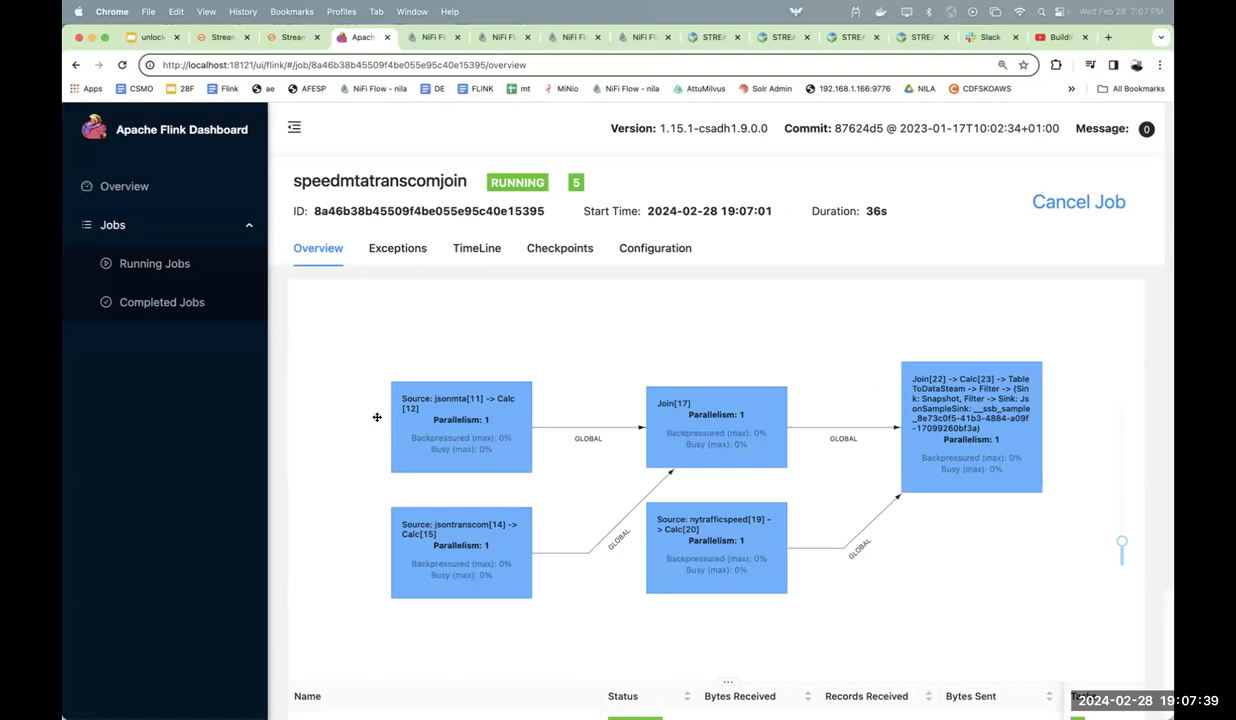 Chrome File Edit View History Bookmarks Profiles Tab Window Help Wed Feb 28 7:07 PM
unlock Stream Stream Apach NiFi Fl NiFi Fl NiFi Fl NiFi Fl STREA STREA STREA STREA Slack Buildi
http://localhost:18121/ui/flink/#/job/8a46b38b45509f4be055e95c40e15395/overview
Apps CSMO 28F Flink ae AFESP NiFi Flow - nila DE FLINK mt MiNio NiFi Flow - nila AttuMilvus Solr Admin 192.168.1.166:9776 NILA CDFSKOAWS » All Bookmarks
Apache Flink Dashboard
Version: 1.15.1-csadh1.9.0.0 Commit: 87624d5 @ 2023-01-17T10:02:34+01:00 Message: 0
Overview
Jobs
Running Jobs
Completed Jobs
speedmtatranscomjoin RUNNING 5
ID: 8a46b38b45509f4be055e95c40e15395 Start Time: 2024-02-28 19:07:01 Duration: 36s
Cancel Job
Overview Exceptions TimeLine Checkpoints Configuration
Source: jsonmta[11] -> Calc
[12]
Parallelism: 1
Backpressured (max): 0%
Busy (max): 0%
GLOBAL
Join[17]
Parallelism: 1
Backpressured (max): 0%
Busy (max): 0%
GLOBAL
Join[22] -> Calc[23] -> Table
ToDataSteam -> Filter -> (Sin
k: Snapshot, Filter -> Sink: Js
onSampleSink: __ssb_sample
_8e73c0f5-41b3-4884-a09f
-17099260bf3a)
Parallelism: 1
Backpressured (max): 0%
Busy (max): 0%
Source: jsontranscom[14] ->
Calc[15]
Parallelism: 1
Backpressured (max): 0%
Busy (max): 0%
GLOBAL
Source: nytrafficspeed[19] -
> Calc[20]
Parallelism: 1
Backpressured (max): 0%
Busy (max): 0%
GLOBAL
Name Status Bytes Received Records Received Bytes Sent
2024-02-28 19:07:39